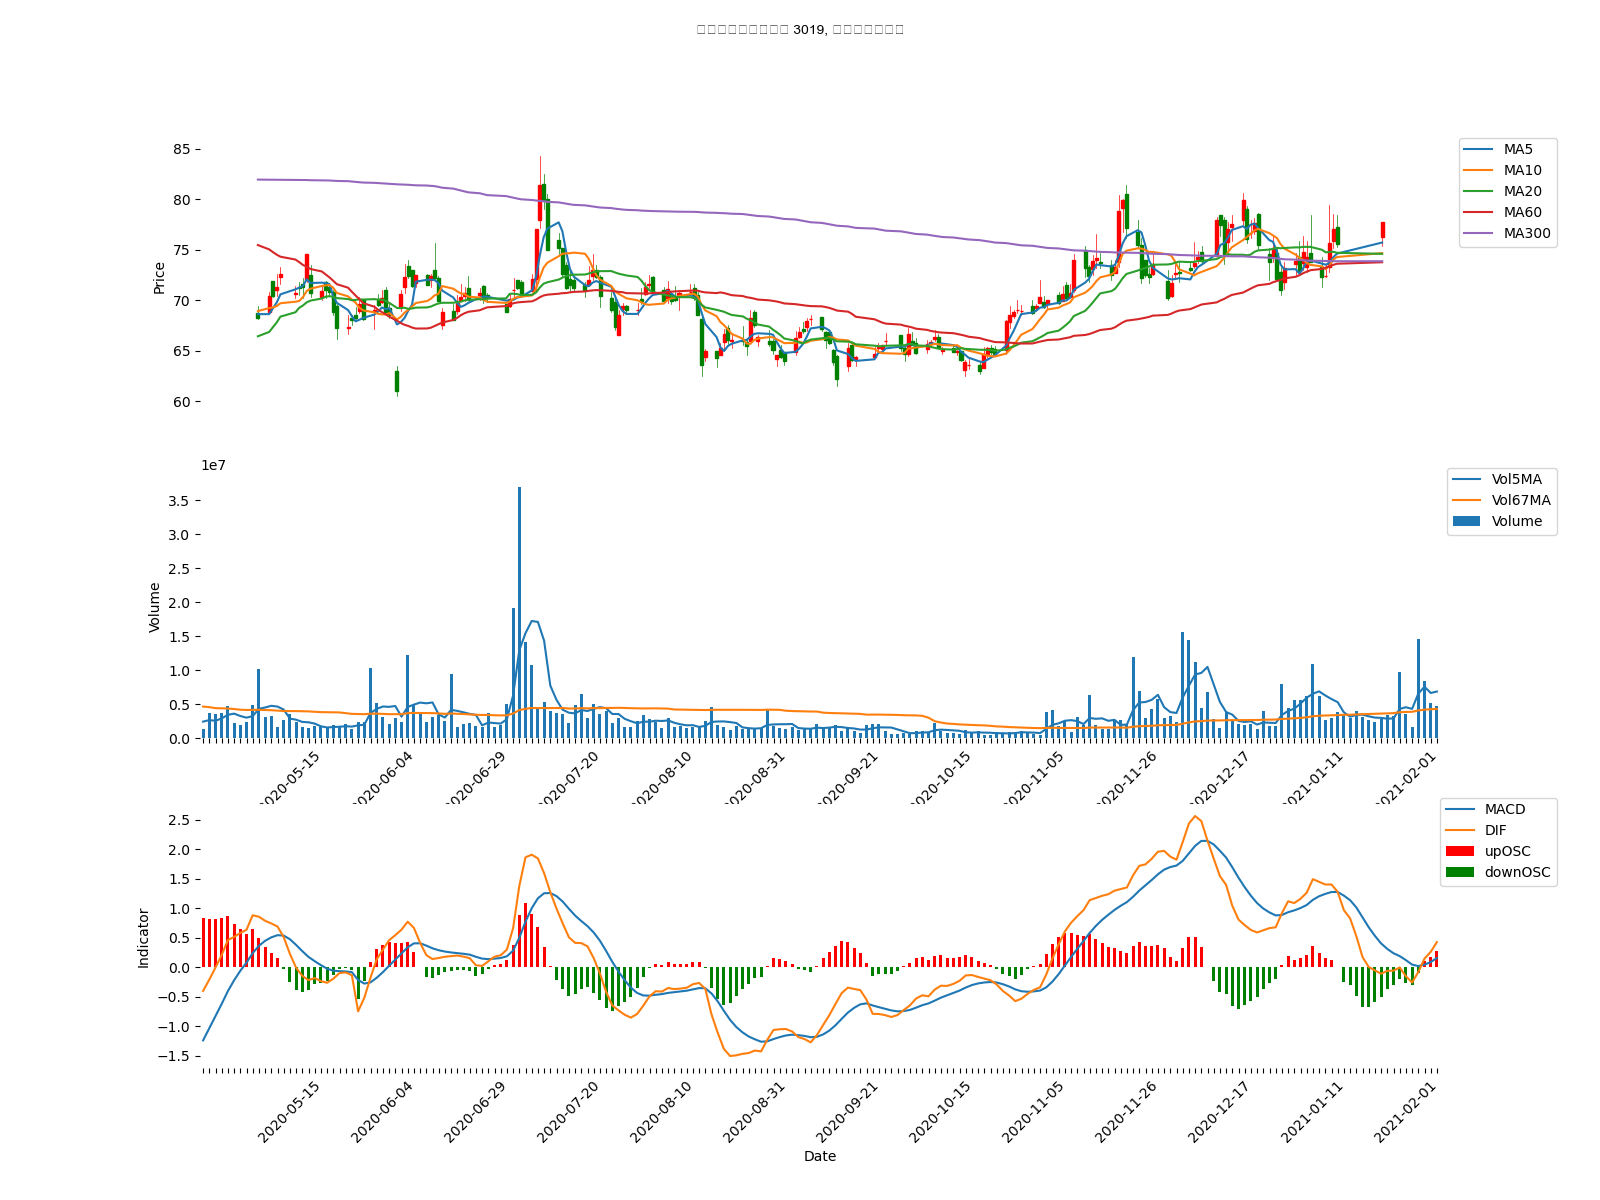 3019,
85
80
75
70
65
60
Price
MA5
MA10
MA20
MA60
MA300
1e7
3.5
3.0
2.5
2.0
1.5
1.0
0.5
0.0
Volume
Vol5MA
Vol67MA
Volume
2020-05-15
2020-06-04
2020-06-29
2020-07-20
2020-08-10
2020-08-31
2020-09-21
2020-10-15
2020-11-05
2020-11-26
2020-12-17
2021-01-11
2021-02-01
2.5
2.0
1.5
1.0
0.5
0.0
−0.5
−1.0
−1.5
Indicator
MACD
DIF
upOSC
downOSC
2020-05-15
2020-06-04
2020-06-29
2020-07-20
2020-08-10
2020-08-31
2020-09-21
2020-10-15
2020-11-05
2020-11-26
2020-12-17
2021-01-11
2021-02-01
Date